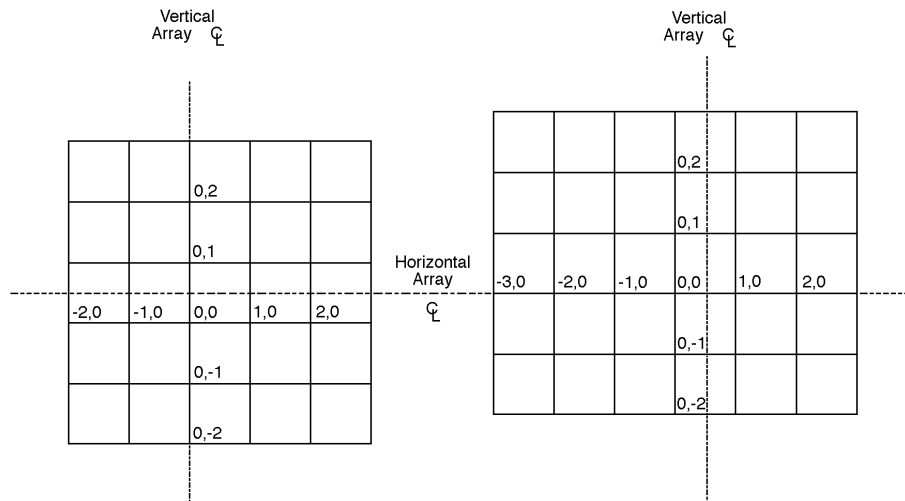 Vertical
Array ℄
0,2
0,1
-2,0 -1,0 0,0 1,0 2,0
0,-1
0,-2
Horizontal
Array
℄
Vertical
Array ℄
0,2
0,1
-3,0 -2,0 -1,0 0,0 1,0 2,0
0,-1
0,-2